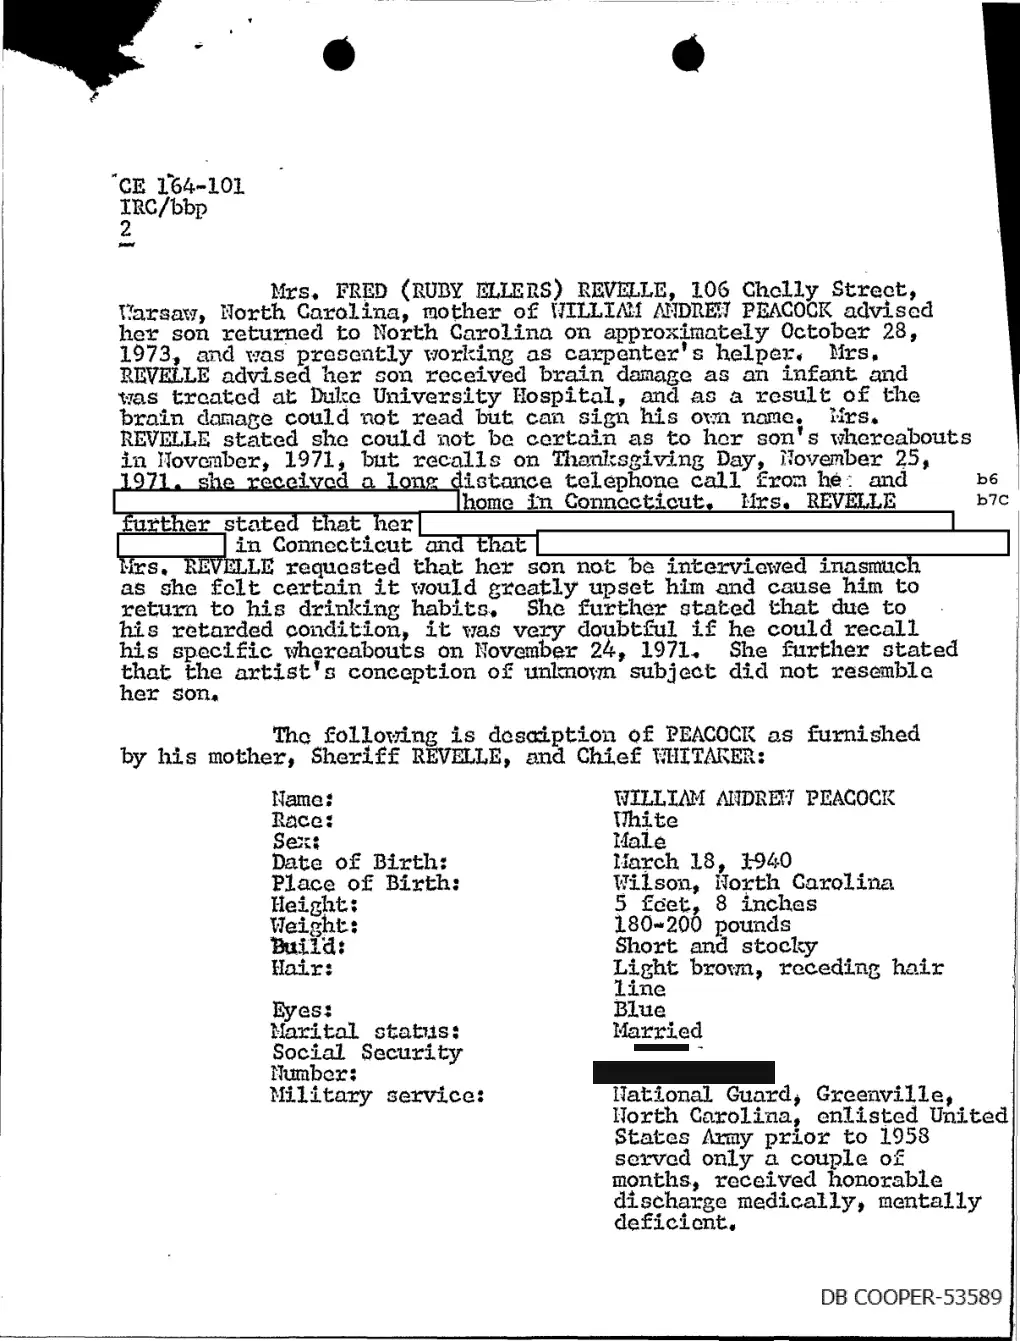 CE 164-101
IRC/bbp
2
Mrs. FRED (RUBY ELLERS) REVELLE, 106 Chelly Street,
Warsaw, North Carolina, mother of WILLIAM ANDREW PEACOCK advised
her son returned to North Carolina on approximately October 28,
1973, and was presently working as carpenter's helper. Mrs.
REVELLE advised her son received brain damage as an infant and
was treated at Duke University Hospital, and as a result of the
brain damage could not read but can sign his own name. Mrs.
REVELLE stated she could not be certain as to her son's whereabouts
in November, 1971, but recalls on Thanksgiving Day, November 25,
1971, she received a long distance telephone call from he and
b6
home in Connecticut. Mrs. REVELLE
b7C
further stated that her
in Connecticut and that
Mrs. REVELLE requested that her son not be interviewed inasmuch
as she felt certain it would greatly upset him and cause him to
return to his drinking habits. She further stated that due to
his retarded condition, it was very doubtful if he could recall
his specific whereabouts on November 24, 1971. She further stated
that the artist's conception of unknown subject did not resemble
her son.
The following is desciption of PEACOCK as furnished
by his mother, Sheriff REVELLE, and Chief WHITAKER:
Name: WILLIAM ANDREW PEACOCK
Race: White
Sex: Male
Date of Birth: March 18, 1940
Place of Birth: Wilson, North Carolina
Height: 5 feet, 8 inches
Weight: 180-200 pounds
Build: Short and stocky
Hair: Light brown, receding hair
line
Eyes: Blue
Marital status: Married
Social Security
Number:
Military service: National Guard, Greenville,
North Carolina, enlisted United
States Army prior to 1958
served only a couple of
months, received honorable
discharge medically, mentally
deficient.
DB COOPER-53589